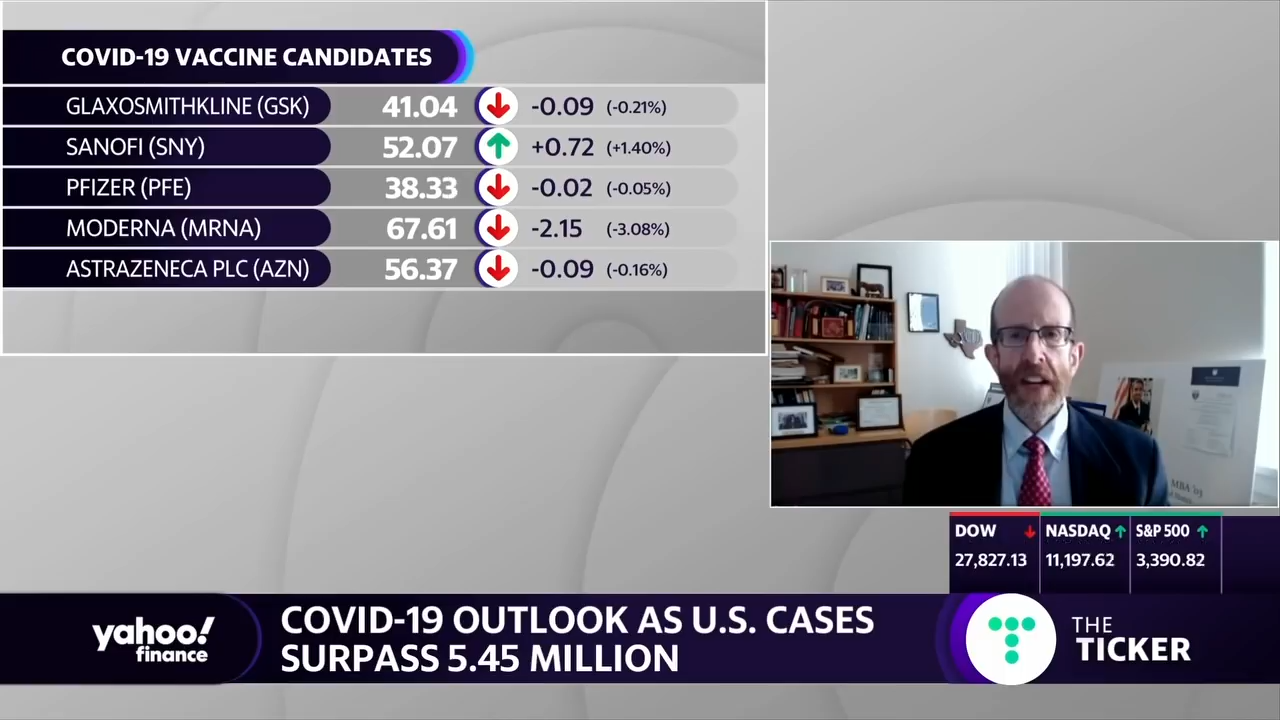 COVID-19 VACCINE CANDIDATES
GLAXOSMITHKLINE (GSK) 41.04 -0.09 (-0.21%)
SANOFI (SNY) 52.07 +0.72 (+1.40%)
PFIZER (PFE) 38.33 -0.02 (-0.05%)
MODERNA (MRNA) 67.61 -2.15 (-3.08%)
ASTRAZENECA PLC (AZN) 56.37 -0.09 (-0.16%)
MBA '03
DOW NASDAQ S&P 500
27,827.13 11,197.62 3,390.82
yahoo!
finance
COVID-19 OUTLOOK AS U.S. CASES
SURPASS 5.45 MILLION
THE
TICKER